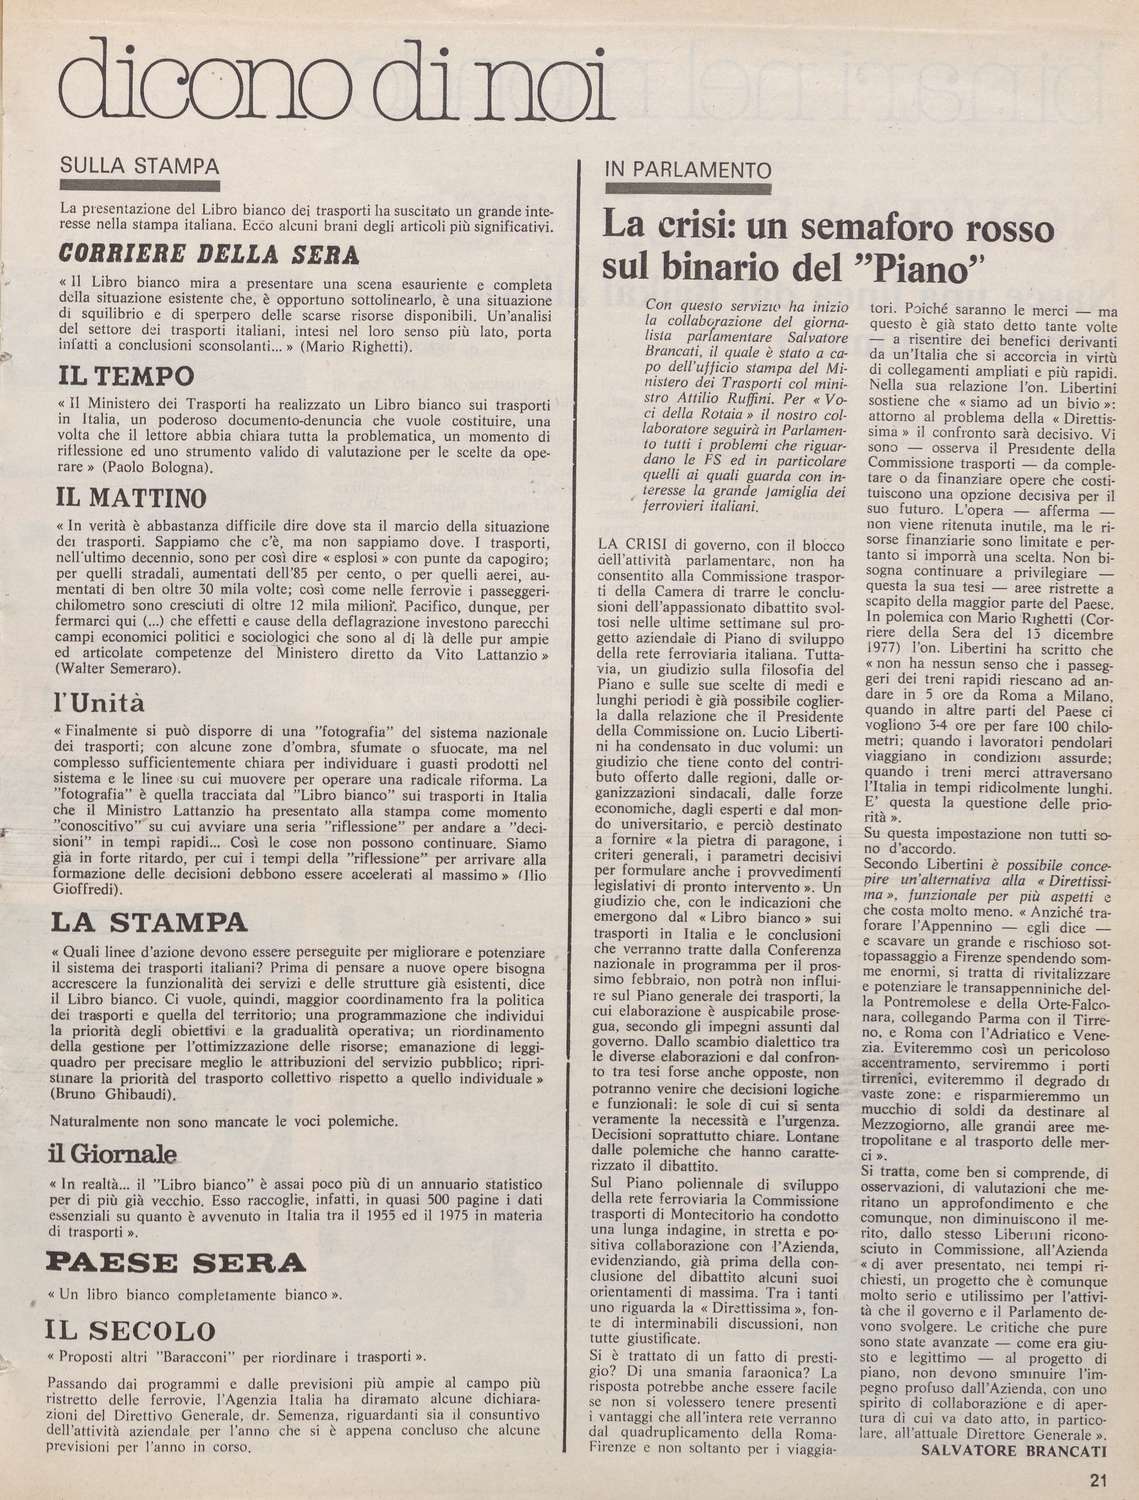 dicono di noi
SULLA STAMPA
La presentazione del Libro bianco dei trasporti ha suscitato un grande inte-
resse nella stampa italiana. Ecco alcuni brani degli articoli più significativi.
CORRIERE DELLA SERA
« Il Libro bianco mira a presentare una scena esauriente e completa
della situazione esistente che, è opportuno sottolinearlo, è una situazione
di squilibrio e di sperpero delle scarse risorse disponibili. Un'analisi
del settore dei trasporti italiani, intesi nel loro senso più lato, porta
infatti a conclusioni sconsolanti... » (Mario Righetti).
IL TEMPO
« Il Ministero dei Trasporti ha realizzato un Libro bianco sui trasporti
in Italia, un poderoso documento-denuncia che vuole costituire, una
volta che il lettore abbia chiara tutta la problematica, un momento di
riflessione ed uno strumento valido di valutazione per le scelte da ope-
rare » (Paolo Bologna).
IL MATTINO
« In verità è abbastanza difficile dire dove sta il marcio della situazione
dei trasporti. Sappiamo che c'è, ma non sappiamo dove. I trasporti,
nell'ultimo decennio, sono per così dire « esplosi » con punte da capogiro;
per quelli stradali, aumentati dell'85 per cento, o per quelli aerei, au-
mentati di ben oltre 30 mila volte; così come nelle ferrovie i passeggeri-
chilometro sono cresciuti di oltre 12 mila milioni. Pacifico, dunque, per
fermarci qui (...) che effetti e cause della deflagrazione investono parecchi
campi economici politici e sociologici che sono al di là delle pur ampie
ed articolate competenze del Ministero diretto da Vito Lattanzio »
(Walter Semeraro).
l'Unità
« Finalmente si può disporre di una "fotografia" del sistema nazionale
dei trasporti; con alcune zone d'ombra, sfumate o sfuocate, ma nel
complesso sufficientemente chiara per individuare i guasti prodotti nel
sistema e le linee su cui muovere per operare una radicale riforma. La
"fotografia" è quella tracciata dal "Libro bianco" sui trasporti in Italia
che il Ministro Lattanzio ha presentato alla stampa come momento
"conoscitivo" su cui avviare una seria "riflessione" per andare a "deci-
sioni" in tempi rapidi... Così le cose non possono continuare. Siamo
già in forte ritardo, per cui i tempi della "riflessione" per arrivare alla
formazione delle decisioni debbono essere accelerati al massimo » (Ilio
Gioffredi).
LA STAMPA
« Quali linee d'azione devono essere perseguite per migliorare e potenziare
il sistema dei trasporti italiani? Prima di pensare a nuove opere bisogna
accrescere la funzionalità dei servizi e delle strutture già esistenti, dice
il Libro bianco. Ci vuole, quindi, maggior coordinamento fra la politica
dei trasporti e quella del territorio; una programmazione che individui
la priorità degli obiettivi e la gradualità operativa; un riordinamento
della gestione per l'ottimizzazione delle risorse; emanazione di leggi-
quadro per precisare meglio le attribuzioni del servizio pubblico; ripri-
stinare la priorità del trasporto collettivo rispetto a quello individuale »
(Bruno Ghibaudi).
Naturalmente non sono mancate le voci polemiche.
il Giornale
« In realtà... il "Libro bianco" è assai poco più di un annuario statistico
per di più già vecchio. Esso raccoglie, infatti, in quasi 500 pagine i dati
essenziali su quanto è avvenuto in Italia tra il 1955 ed il 1975 in materia
di trasporti ».
PAESE SERA
« Un libro bianco completamente bianco ».
IL SECOLO
« Proposti altri "Baracconi" per riordinare i trasporti ».
Passando dai programmi e dalle previsioni più ampie al campo più
ristretto delle ferrovie, l'Agenzia Italia ha diramato alcune dichiara-
zioni del Direttivo Generale, dr. Semenza, riguardanti sia il consuntivo
dell'attività aziendale per l'anno che si è appena concluso che alcune
previsioni per l'anno in corso.
IN PARLAMENTO
La crisi: un semaforo rosso
sul binario del "Piano"
Con questo servizio ha inizio
la collaborazione del giorna-
lista parlamentare Salvatore
Brancati, il quale è stato a ca-
po dell'ufficio stampa del Mi-
nistero dei Trasporti col mini-
stro Attilio Ruffini. Per « Vo-
ci della Rotaia » il nostro col-
laboratore seguirà in Parlamen-
to tutti i problemi che riguar-
dano le FS ed in particolare
quelli ai quali guarda con in-
teresse la grande famiglia dei
ferrovieri italiani.
LA CRISI di governo, con il blocco
dell'attività parlamentare, non ha
consentito alla Commissione traspor-
ti della Camera di trarre le conclu-
sioni dell'appassionato dibattito svol-
tosi nelle ultime settimane sul pro-
getto aziendale di Piano di sviluppo
della rete ferroviaria italiana. Tutta-
via, un giudizio sulla filosofia del
Piano e sulle sue scelte di medi e
lunghi periodi è già possibile coglier-
la dalla relazione che il Presidente
della Commissione on. Lucio Liberti-
ni ha condensato in due volumi: un
giudizio che tiene conto del contri-
buto offerto dalle regioni, dalle or-
ganizzazioni sindacali, dalle forze
economiche, dagli esperti e dal mon-
do universitario, e perciò destinato
a fornire « la pietra di paragone, i
criteri generali, i parametri decisivi
per formulare anche i provvedimenti
legislativi di pronto intervento ». Un
giudizio che, con le indicazioni che
emergono dal « Libro bianco » sui
trasporti in Italia e le conclusioni
che verranno tratte dalla Conferenza
nazionale in programma per il pros-
simo febbraio, non potrà non influi-
re sul Piano generale dei trasporti, la
cui elaborazione è auspicabile prose-
gua, secondo gli impegni assunti dal
governo. Dallo scambio dialettico tra
le diverse elaborazioni e dal confron-
to tra tesi forse anche opposte, non
potranno venire che decisioni logiche
e funzionali: le sole di cui si senta
veramente la necessità e l'urgenza.
Decisioni soprattutto chiare. Lontane
dalle polemiche che hanno caratte-
rizzato il dibattito.
Sul Piano poliennale di sviluppo
della rete ferroviaria la Commissione
trasporti di Montecitorio ha condotto
una lunga indagine, in stretta e po-
sitiva collaborazione con l'Azienda,
evidenziando, già prima della con-
clusione del dibattito alcuni suoi
orientamenti di massima. Tra i tanti
uno riguarda la « Direttissima », fon-
te di interminabili discussioni, non
tutte giustificate.
Si è trattato di un fatto di presti-
gio? Di una smania faraonica? La
risposta potrebbe anche essere facile
se non si volessero tenere presenti
i vantaggi che all'intera rete verranno
dal quadruplicamento della Roma-
Firenze e non soltanto per i viaggia-
tori. Poiché saranno le merci — ma
questo è già stato detto tante volte
— a risentire dei benefici derivanti
da un'Italia che si accorcia in virtù
di collegamenti ampliati e più rapidi.
Nella sua relazione l'on. Libertini
sostiene che « siamo ad un bivio »:
attorno al problema della « Direttis-
sima » il confronto sarà decisivo. Vi
sono — osserva il Presidente della
Commissione trasporti — da comple-
tare o da finanziare opere che costi-
tuiscono una opzione decisiva per il
suo futuro. L'opera — afferma —
non viene ritenuta inutile, ma le ri-
sorse finanziarie sono limitate e per-
tanto si imporrà una scelta. Non bi-
sogna continuare a privilegiare —
questa la sua tesi — aree ristrette a
scapito della maggior parte del Paese.
In polemica con Mario Righetti (Cor-
riere della Sera del 13 dicembre
1977) l'on. Libertini ha scritto che
« non ha nessun senso che i passeg-
geri dei treni rapidi riescano ad an-
dare in 5 ore da Roma a Milano,
quando in altre parti del Paese ci
vogliono 3-4 ore per fare 100 chilo-
metri; quando i lavoratori pendolari
viaggiano in condizioni assurde;
quando i treni merci attraversano
l'Italia in tempi ridicolmente lunghi.
E' questa la questione delle prio-
rità ».
Su questa impostazione non tutti so-
no d'accordo.
Secondo Libertini è possibile conce-
pire un'alternativa alla « Direttissi-
ma », funzionale per più aspetti e
che costa molto meno. « Anziché tra-
forare l'Appennino — egli dice —
e scavare un grande e rischioso sot-
topassaggio a Firenze spendendo som-
me enormi, si tratta di rivitalizzare
e potenziare le transappenniniche del-
la Pontremolese e della Orte-Falco-
nara, collegando Parma con il Tirre-
no, e Roma con l'Adriatico e Vene-
zia. Eviteremo così un pericoloso
accentramento, serviremmo i porti
tirrenici, eviteremmo il degrado di
vaste zone: e risparmieremmo un
mucchio di soldi da destinare al
Mezzogiorno, alle grandi aree me-
tropolitane e al trasporto delle mer-
ci ».
Si tratta, come ben si comprende, di
osservazioni, di valutazioni che me-
ritano un approfondimento e che
comunque, non diminuiscono il me-
rito, dallo stesso Libertini ricono-
sciuto in Commissione, all'Azienda
« di aver presentato, nei tempi ri-
chiesti, un progetto che è comunque
molto serio e utilissimo per l'attivi-
tà che il governo e il Parlamento de-
vono svolgere. Le critiche che pure
sono state avanzate — come era giu-
sto e legittimo — al progetto di
piano, non devono sminuire l'im-
pegno profuso dall'Azienda, con uno
spirito di collaborazione e di aper-
tura di cui va dato atto, in partico-
lare, all'attuale Direttore Generale ».
SALVATORE BRANCATI
21